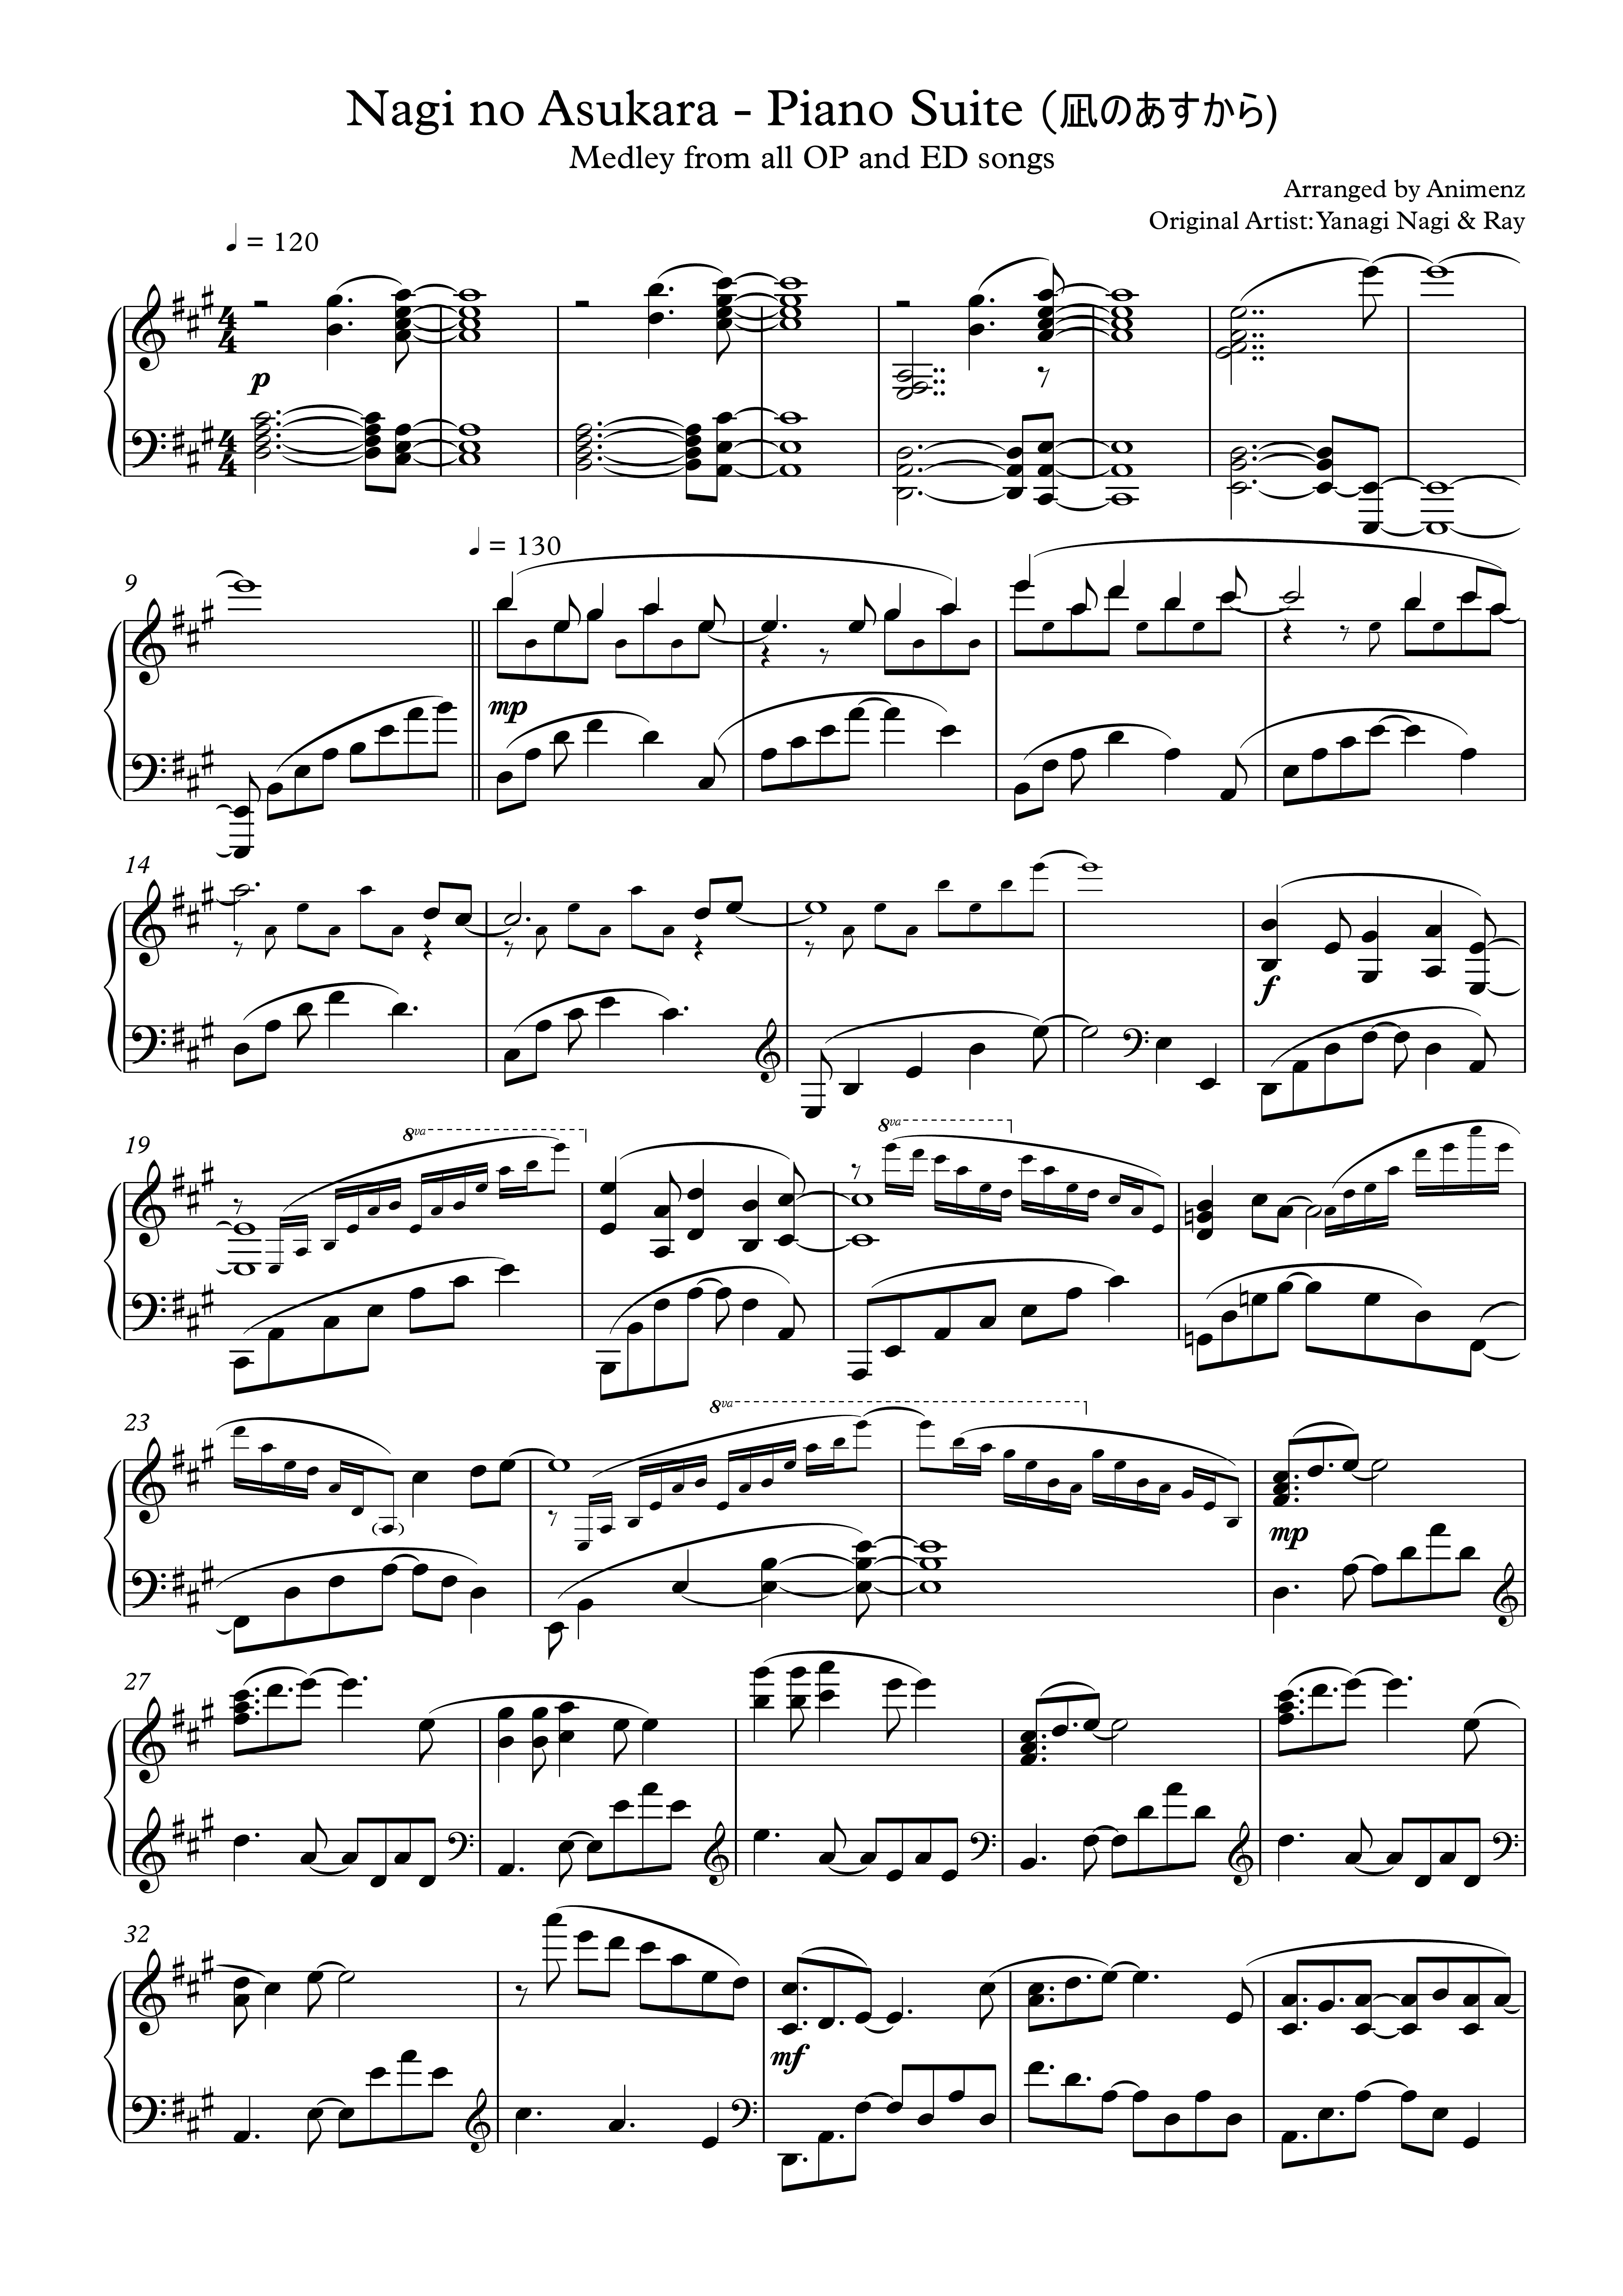 Nagi no Asukara - Piano Suite (凪のあすから)
Medley from all OP and ED songs
Arranged by Animenz
Original Artist:Yanagi Nagi & Ray
♩ = 120
4 4
p
4 4
9
♩ = 130
mp
14
f
19
8va
8va
23
8va
mp
27
32
mf